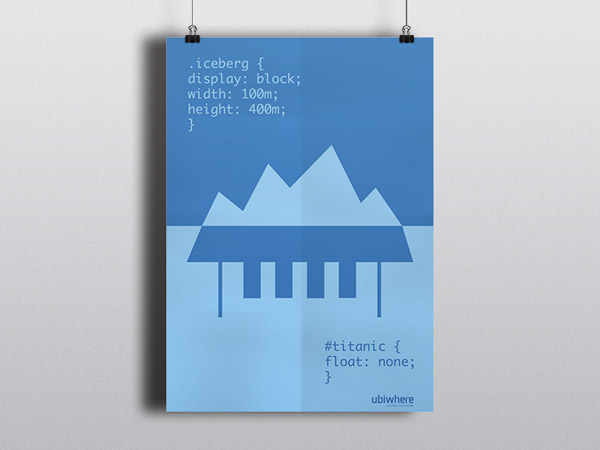 .iceberg {
display: block;
width: 100m;
height: 400m;
}
#titanic {
float: none;
}
ubiwhere